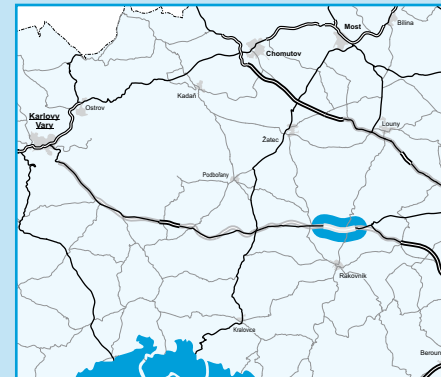 Most
Bílina
Chomutov
Kadaň
Ostrov
Karlovy
Vary
Louny
Žatec
Podbořany
Rakovník
Kralovice
Beroun